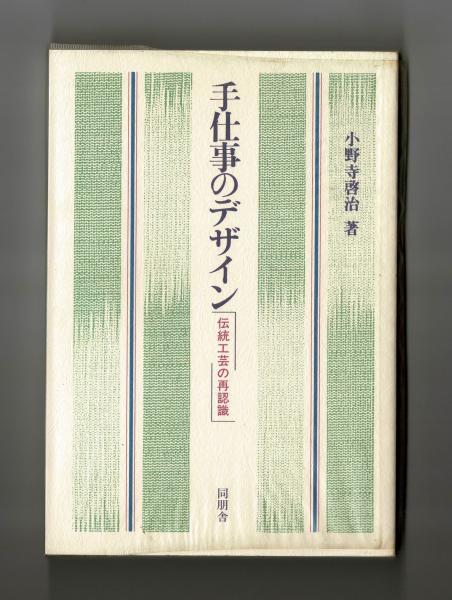 小野寺啓治 著
手仕事のデザイン
伝統工芸の再認識
同朋舎